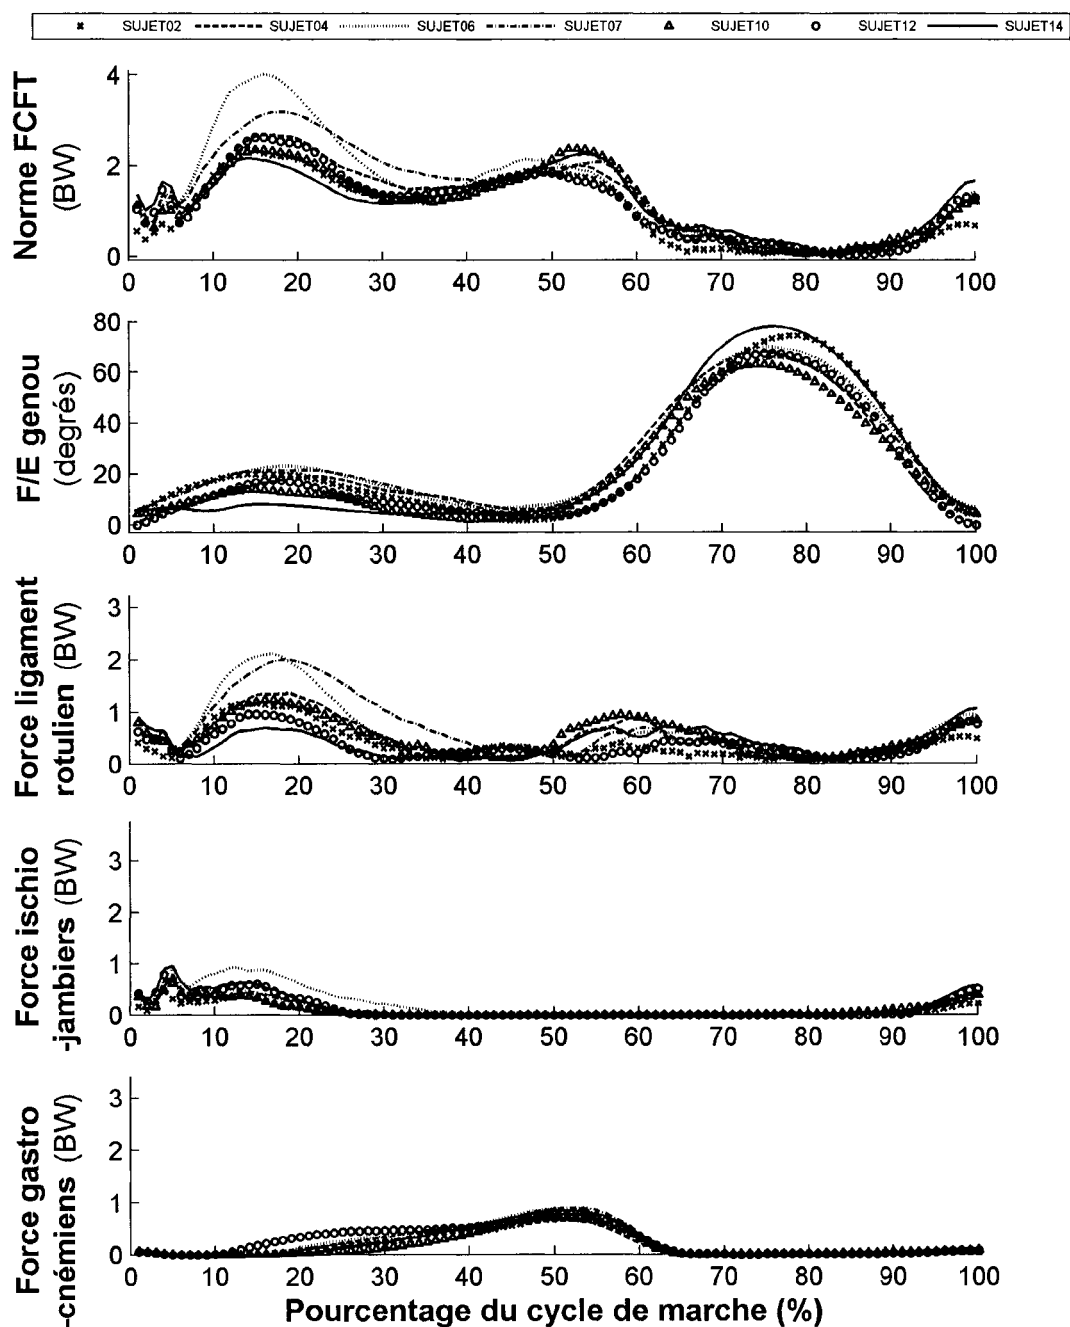 SUJET02 SUJET04 SUJET06 SUJET07 SUJET10 SUJET12 SUJET14
Norme FCFT
(BW)
4
2
0
0 10 20 30 40 50 60 70 80 90 100
F/E genou
(degrés)
80
60
40
20
0
0 10 20 30 40 50 60 70 80 90 100
Force ligament
rotulien (BW)
3
2
1
0
0 10 20 30 40 50 60 70 80 90 100
Force ischio
-jambiers (BW)
3
2
1
0
0 10 20 30 40 50 60 70 80 90 100
Force gastro
-cnémiens (BW)
3
2
1
0
0 10 20 30 40 50 60 70 80 90 100
Pourcentage du cycle de marche (%)